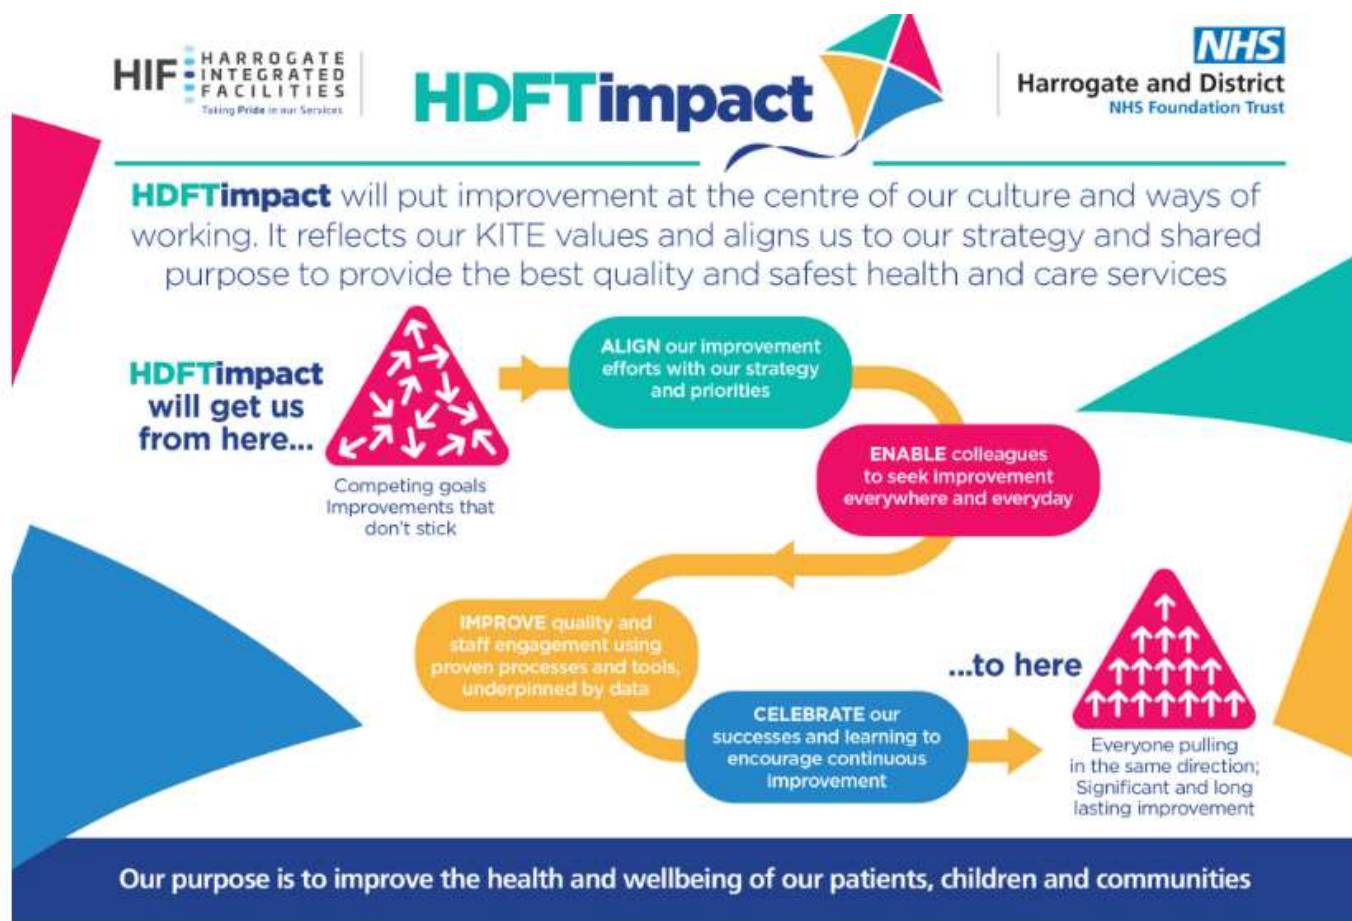 HIF HARROGATE
INTEGRATED
FACILITIES
Taking Pride in our Services
HDFTimpact
NHS
Harrogate and District
NHS Foundation Trust
HDFTimpact will put improvement at the centre of our culture and ways of
working. It reflects our KITE values and aligns us to our strategy and shared
purpose to provide the best quality and safest health and care services
HDFTimpact
will get us
from here...
Competing goals
Improvements that
don't stick
ALIGN our improvement
efforts with our strategy
and priorities
ENABLE colleagues
to seek improvement
everywhere and everyday
IMPROVE quality and
staff engagement using
proven processes and tools,
underpinned by data
CELEBRATE our
successes and learning to
encourage continuous
improvement
...to here
Everyone pulling
in the same direction;
Significant and long
lasting improvement
Our purpose is to improve the health and wellbeing of our patients, children and communities